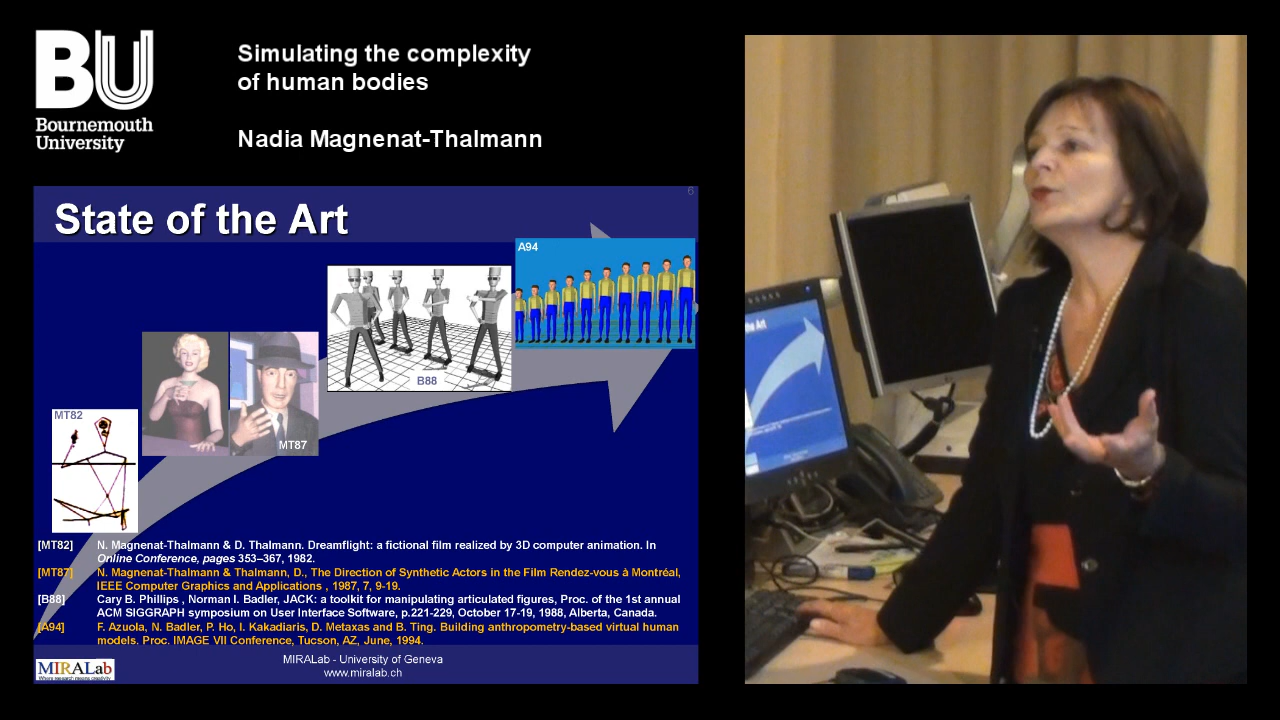 BU
Bournemouth
University
Simulating the complexity
of human bodies
Nadia Magnenat-Thalmann
6
State of the Art
A94
B88
MT87
MT82
[MT82] N. Magnenat-Thalmann & D. Thalmann. Dreamflight: a fictional film realized by 3D computer animation. In
Online Conference, pages 353–367, 1982.
[MT87] N. Magnenat-Thalmann & Thalmann, D., The Direction of Synthetic Actors in the Film Rendez-vous à Montréal,
IEEE Computer Graphics and Applications , 1987, 7, 9-19.
[B88] Cary B. Phillips , Norman I. Badler, JACK: a toolkit for manipulating articulated figures, Proc. of the 1st annual
ACM SIGGRAPH symposium on User Interface Software, p.221-229, October 17-19, 1988, Alberta, Canada.
[A94] F. Azuola, N. Badler, P. Ho, I. Kakadiaris, D. Metaxas and B. Ting. Building anthropometry-based virtual human
models. Proc. IMAGE VII Conference, Tucson, AZ, June, 1994.
MIRALab
MIRALab - University of Geneva
www.miralab.ch
the Art